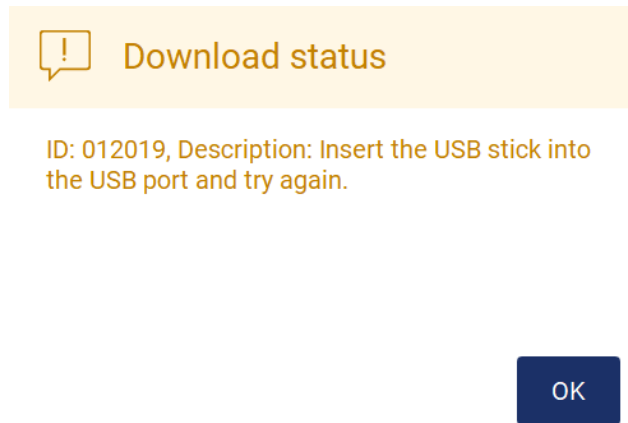 Download status
ID: 012019, Description: Insert the USB stick into
the USB port and try again.
OK